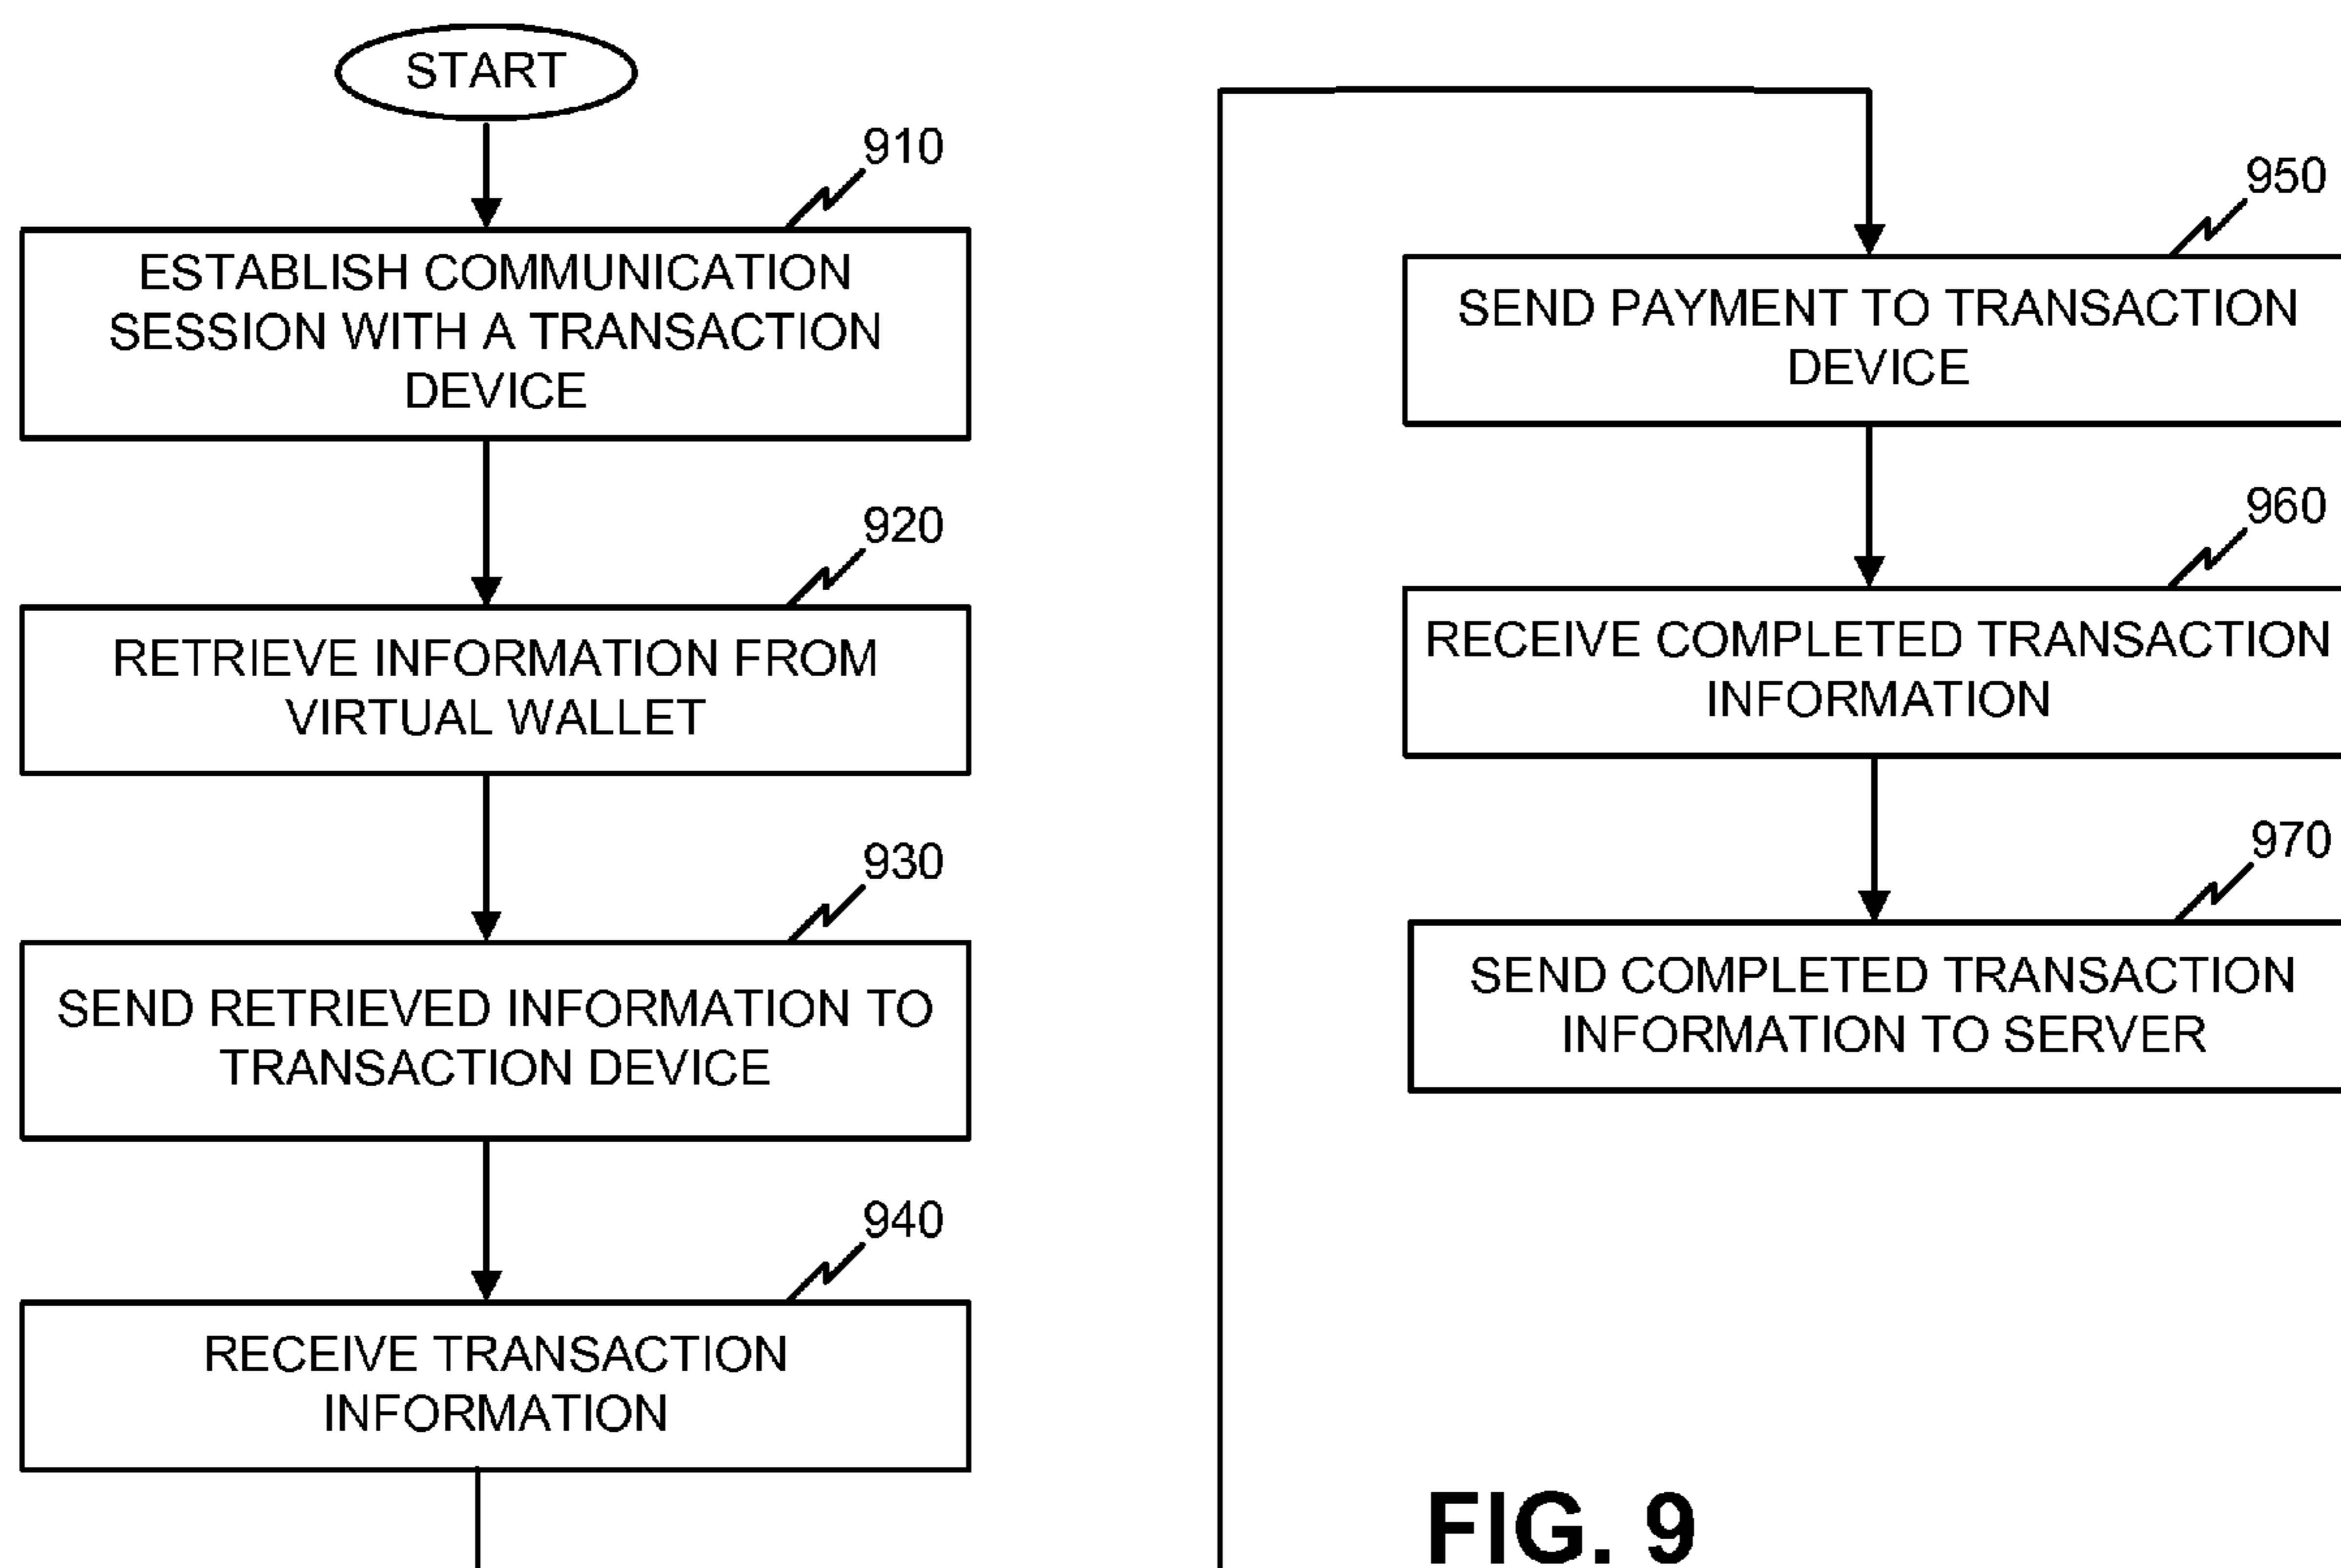 START
910
ESTABLISH COMMUNICATION
SESSION WITH A TRANSACTION
DEVICE
920
RETRIEVE INFORMATION FROM
VIRTUAL WALLET
930
SEND RETRIEVED INFORMATION TO
TRANSACTION DEVICE
940
RECEIVE TRANSACTION
INFORMATION
950
SEND PAYMENT TO TRANSACTION
DEVICE
960
RECEIVE COMPLETED TRANSACTION
INFORMATION
970
SEND COMPLETED TRANSACTION
INFORMATION TO SERVER
FIG. 9